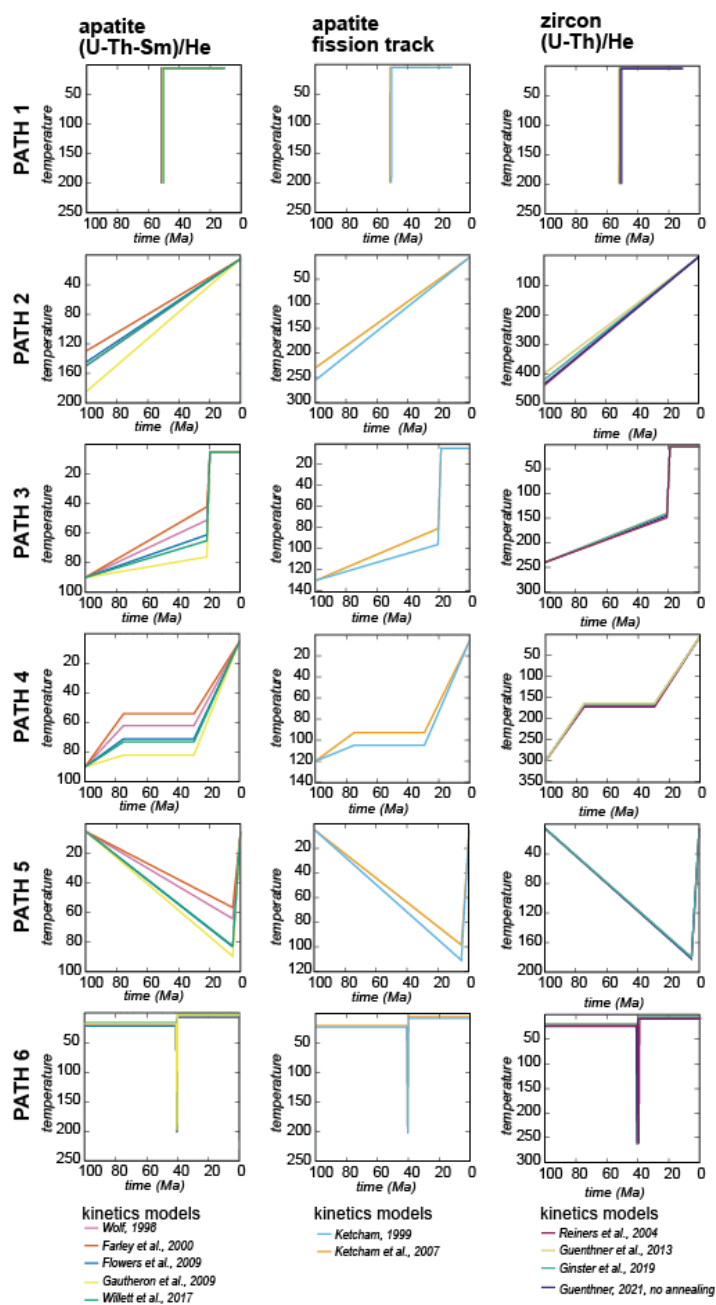 apatite
(U-Th-Sm)/He
apatite
fission track
zircon
(U-Th)/He
PATH 1
temperature
50
100
150
200
250
100 80 60 40 20 0
time (Ma)
temperature
50
100
150
200
250
100 80 60 40 20 0
time (Ma)
temperature
50
100
150
200
250
100 80 60 40 20 0
time (Ma)
PATH 2
temperature
40
80
120
160
200
100 80 60 40 20 0
time (Ma)
temperature
50
100
150
200
250
300
100 80 60 40 20 0
time (Ma)
temperature
100
200
300
400
500
100 80 60 40 20 0
time (Ma)
PATH 3
temperature
20
40
60
80
100
100 80 60 40 20 0
time (Ma)
temperature
20
40
60
80
100
120
140
100 80 60 40 20 0
time (Ma)
temperature
50
100
150
200
250
300
100 80 60 40 20 0
time (Ma)
PATH 4
temperature
20
40
60
80
100
100 80 60 40 20 0
time (Ma)
temperature
20
40
60
80
100
120
140
100 80 60 40 20 0
time (Ma)
temperature
50
100
150
200
250
300
350
100 80 60 40 20 0
time (Ma)
PATH 5
temperature
20
40
60
80
100
100 80 60 40 20 0
time (Ma)
temperature
20
40
60
80
100
120
100 80 60 40 20 0
time (Ma)
temperature
40
80
120
160
200
100 80 60 40 20 0
time (Ma)
PATH 6
temperature
50
100
150
200
250
100 80 60 40 20 0
time (Ma)
temperature
50
100
150
200
250
100 80 60 40 20 0
time (Ma)
temperature
50
100
150
200
250
300
100 80 60 40 20 0
time (Ma)
kinetics models
Wolf, 1998
Farley et al., 2000
Flowers et al., 2009
Gautheron et al., 2009
Willett et al., 2017
kinetics models
Ketcham, 1999
Ketcham et al., 2007
kinetics models
Reiners et al., 2004
Guenthner et al., 2013
Ginster et al., 2019
Guenthner, 2021, no annealing